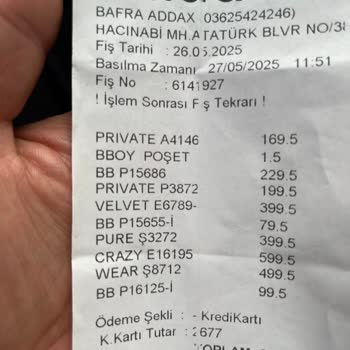 BAFRA ADDAX 03625424246)
HACINABİ MH.ATATÜRK BLVR NO/38
Fiş Tarihi : 26.05.2025
Basılma Zamanı 27/05/2025 11:51
Fiş No : 6141927
! İşlem Sonrası F ş Tekrarı !
PRIVATE A4146 169.5
BBOY POŞET 1.5
BB P15686 229.5
PRIVATE P3872 199.5
VELVET E6789- 399.5
BB P15655-İ 79.5
PURE Ş3272 399.5
CRAZY E16195 599.5
WEAR Ş8712 499.5
BB P16125-İ 99.5
Ödeme Şekli : - KrediKartı
K.Kartı Tutar : 2677